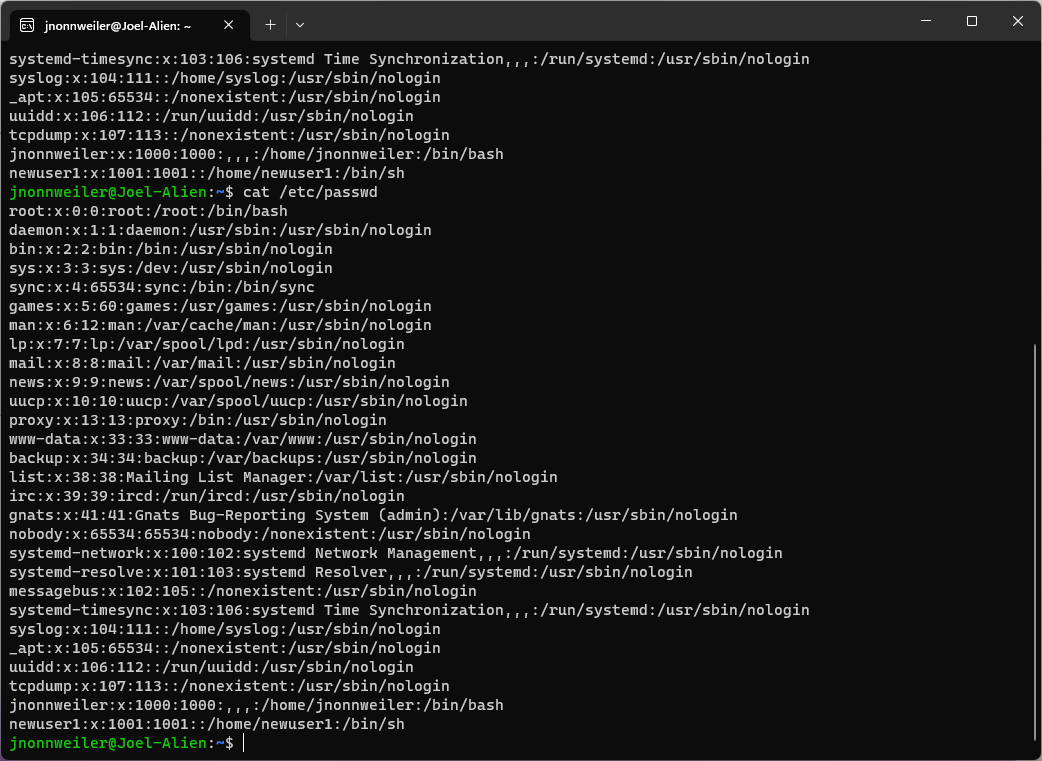 jnonnweiler@Joel-Alien: ~
systemd-timesync:x:103:106:systemd Time Synchronization,,,:/run/systemd:/usr/sbin/nologin
syslog:x:104:111::/home/syslog:/usr/sbin/nologin
_apt:x:105:65534::/nonexistent:/usr/sbin/nologin
uuidd:x:106:112::/run/uuidd:/usr/sbin/nologin
tcpdump:x:107:113::/nonexistent:/usr/sbin/nologin
jnonnweiler:x:1000:1000:,,,:/home/jnonnweiler:/bin/bash
newuser1:x:1001:1001::/home/newuser1:/bin/sh
jnonnweiler@Joel-Alien:~$ cat /etc/passwd
root:x:0:0:root:/root:/bin/bash
daemon:x:1:1:daemon:/usr/sbin:/usr/sbin/nologin
bin:x:2:2:bin:/bin:/usr/sbin/nologin
sys:x:3:3:sys:/dev:/usr/sbin/nologin
sync:x:4:65534:sync:/bin:/bin/sync
games:x:5:60:games:/usr/games:/usr/sbin/nologin
man:x:6:12:man:/var/cache/man:/usr/sbin/nologin
lp:x:7:7:lp:/var/spool/lpd:/usr/sbin/nologin
mail:x:8:8:mail:/var/mail:/usr/sbin/nologin
news:x:9:9:news:/var/spool/news:/usr/sbin/nologin
uucp:x:10:10:uucp:/var/spool/uucp:/usr/sbin/nologin
proxy:x:13:13:proxy:/bin:/usr/sbin/nologin
www-data:x:33:33:www-data:/var/www:/usr/sbin/nologin
backup:x:34:34:backup:/var/backups:/usr/sbin/nologin
list:x:38:38:Mailing List Manager:/var/list:/usr/sbin/nologin
irc:x:39:39:ircd:/run/ircd:/usr/sbin/nologin
gnats:x:41:41:Gnats Bug-Reporting System (admin):/var/lib/gnats:/usr/sbin/nologin
nobody:x:65534:65534:nobody:/nonexistent:/usr/sbin/nologin
systemd-network:x:100:102:systemd Network Management,,,:/run/systemd:/usr/sbin/nologin
systemd-resolve:x:101:103:systemd Resolver,,,:/run/systemd:/usr/sbin/nologin
messagebus:x:102:105::/nonexistent:/usr/sbin/nologin
systemd-timesync:x:103:106:systemd Time Synchronization,,,:/run/systemd:/usr/sbin/nologin
syslog:x:104:111::/home/syslog:/usr/sbin/nologin
_apt:x:105:65534::/nonexistent:/usr/sbin/nologin
uuidd:x:106:112::/run/uuidd:/usr/sbin/nologin
tcpdump:x:107:113::/nonexistent:/usr/sbin/nologin
jnonnweiler:x:1000:1000:,,,:/home/jnonnweiler:/bin/bash
newuser1:x:1001:1001::/home/newuser1:/bin/sh
jnonnweiler@Joel-Alien:~$